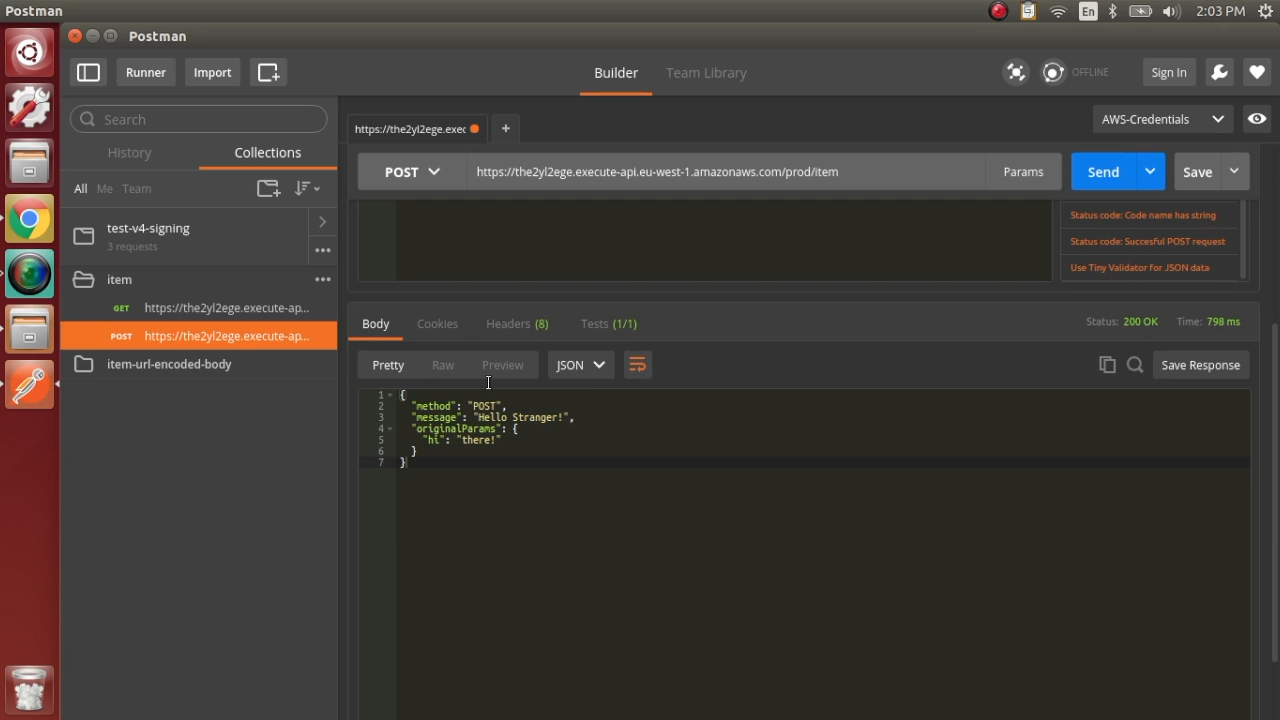 Postman
En
2:03 PM
Postman
Runner
Import
Builder
Team Library
OFFLINE
Sign In
Search
https://the2yl2ege.exec
AWS-Credentials
History
Collections
POST
https://the2yl2ege.execute-api.eu-west-1.amazonaws.com/prod/item
Params
Send
Save
All Me Team
test-v4-signing
3 requests
Status code: Code name has string
Status code: Succesful POST request
Use Tiny Validator for JSON data
item
GET https://the2yl2ege.execute-ap...
POST https://the2yl2ege.execute-ap...
item-url-encoded-body
Body Cookies Headers (8) Tests (1/1)
Status: 200 OK Time: 798 ms
Pretty Raw Preview JSON
Save Response
1 {
2 "method": "POST",
3 "message": "Hello Stranger!",
4 "originalParams": {
5 "hi": "there!"
6 }
7 }